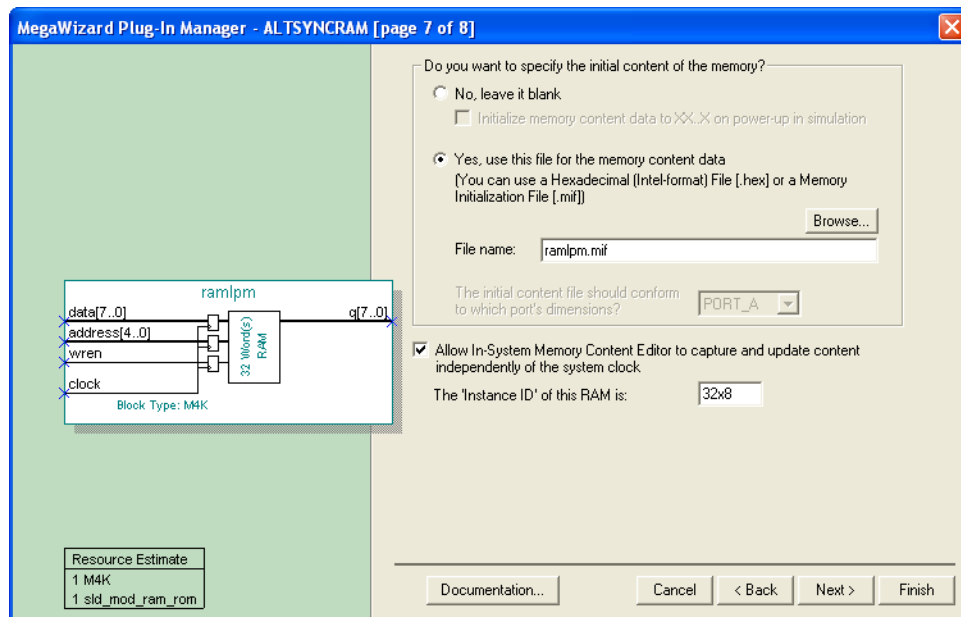 MegaWizard Plug-In Manager - ALTSYNCRAM [page 7 of 8]
Do you want to specify the initial content of the memory?
No, leave it blank
Initialize memory content data to XX..X on power-up in simulation
Yes, use this file for the memory content data
(You can use a Hexadecimal (Intel-format) File [.hex] or a Memory
Initialization File [.mif])
Browse...
File name:
ramlpm.mif
The initial content file should conform
to which port's dimensions?
PORT_A
Allow In-System Memory Content Editor to capture and update content
independently of the system clock
The 'Instance ID' of this RAM is:
32x8
ramlpm
data[7..0]
q[7..0]
address[4..0]
wren
clock
32 Word(s)
RAM
Block Type: M4K
Resource Estimate
1 M4K
1 sld_mod_ram_rom
Documentation...
Cancel
< Back
Next >
Finish